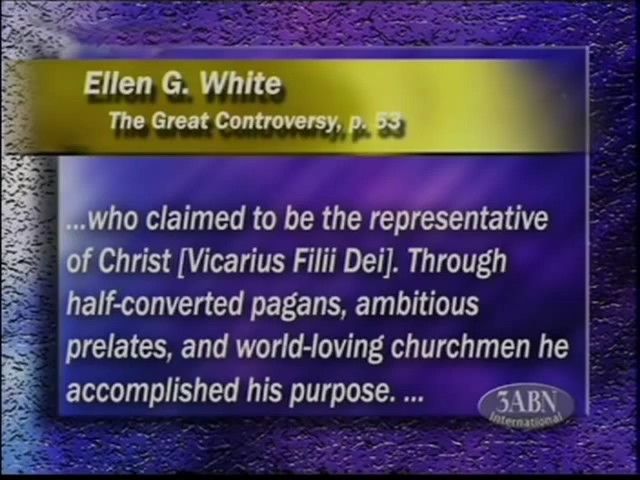 Ellen G. White
The Great Controversy, p. 53
...who claimed to be the representative
of Christ [Vicarius Filii Dei]. Through
half-converted pagans, ambitious
prelates, and world-loving churchmen he
accomplished his purpose. ...
3ABN
International